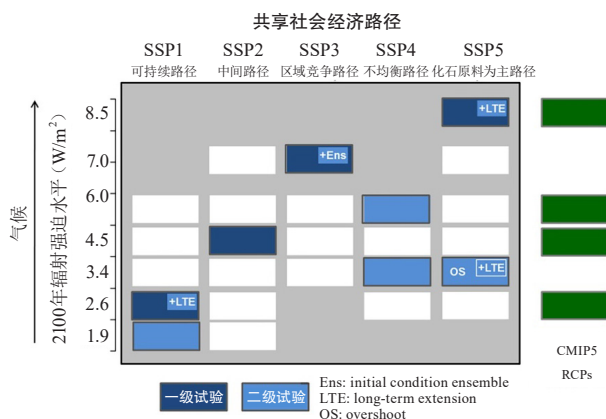 共享社会经济路径
SSP1 SSP2 SSP3 SSP4 SSP5
可持续路径 中间路径 区域竞争路径 不均衡路径 化石原料为主路径
气候
2100年辐射强迫水平（W/m²）
8.5 +LTE
7.0 +Ens
6.0
4.5
3.4 OS +LTE
2.6 +LTE
1.9
CMIP5
RCPs
一级试验 二级试验
Ens: initial condition ensemble
LTE: long-term extension
OS: overshoot